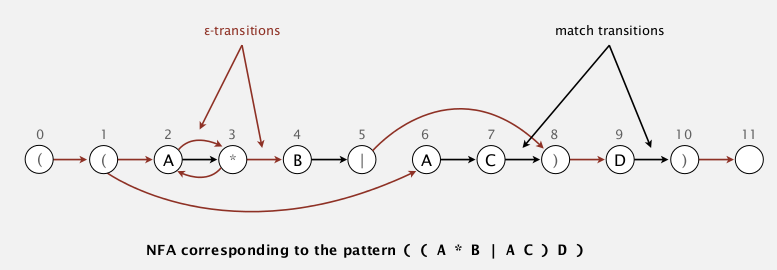 ε-transitions match transitions
0 1 2 3 4 5 6 7 8 9 10 11
( ( A * B | A C ) D )
NFA corresponding to the pattern ( ( A * B | A C ) D )